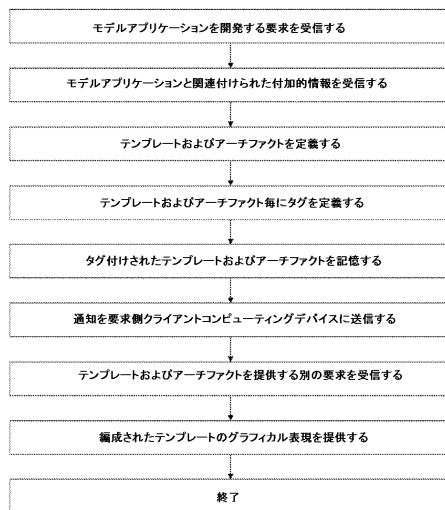 モデルアプリケーションを開発する要求を受信する
モデルアプリケーションと関連付けられた付加的情報を受信する
テンプレートおよびアーチファクトを定義する
テンプレートおよびアーチファクト毎にタグを定義する
タグ付けされたテンプレートおよびアーチファクトを記憶する
通知を要求側クライアントコンピューティングデバイスに送信する
テンプレートおよびアーチファクトを提供する別の要求を受信する
編成されたテンプレートのグラフィカル表現を提供する
終了